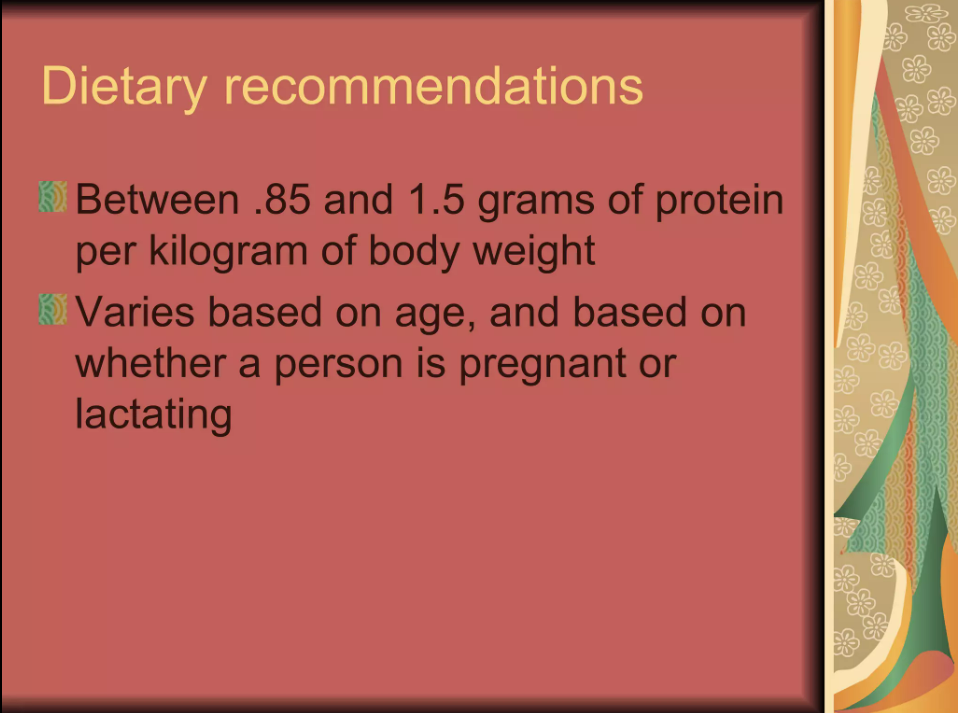 Dietary recommendations
Between .85 and 1.5 grams of protein
per kilogram of body weight
Varies based on age, and based on
whether a person is pregnant or
lactating